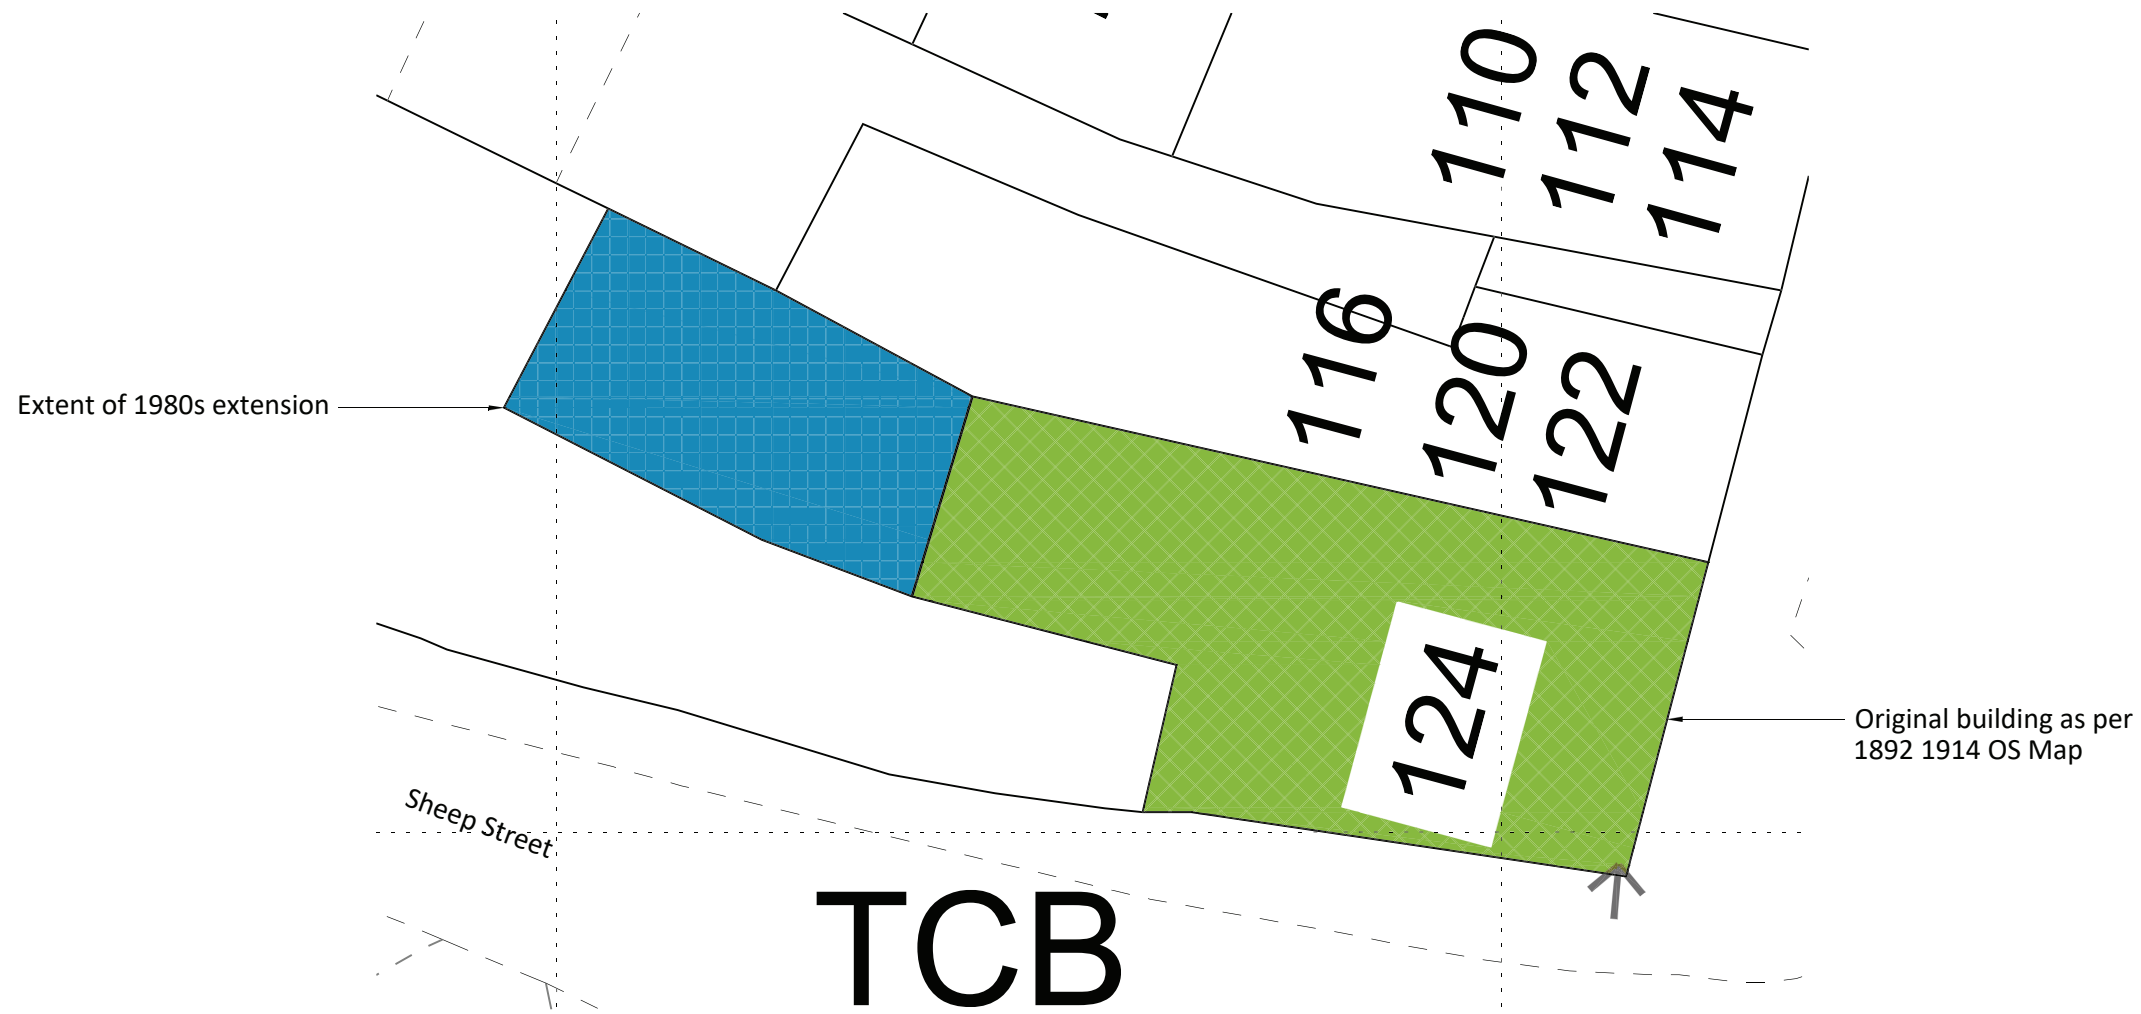 110
112
114
116
120
122
Extent of 1980s extension
124
Original building as per
1892 1914 OS Map
Sheep Street
TCB